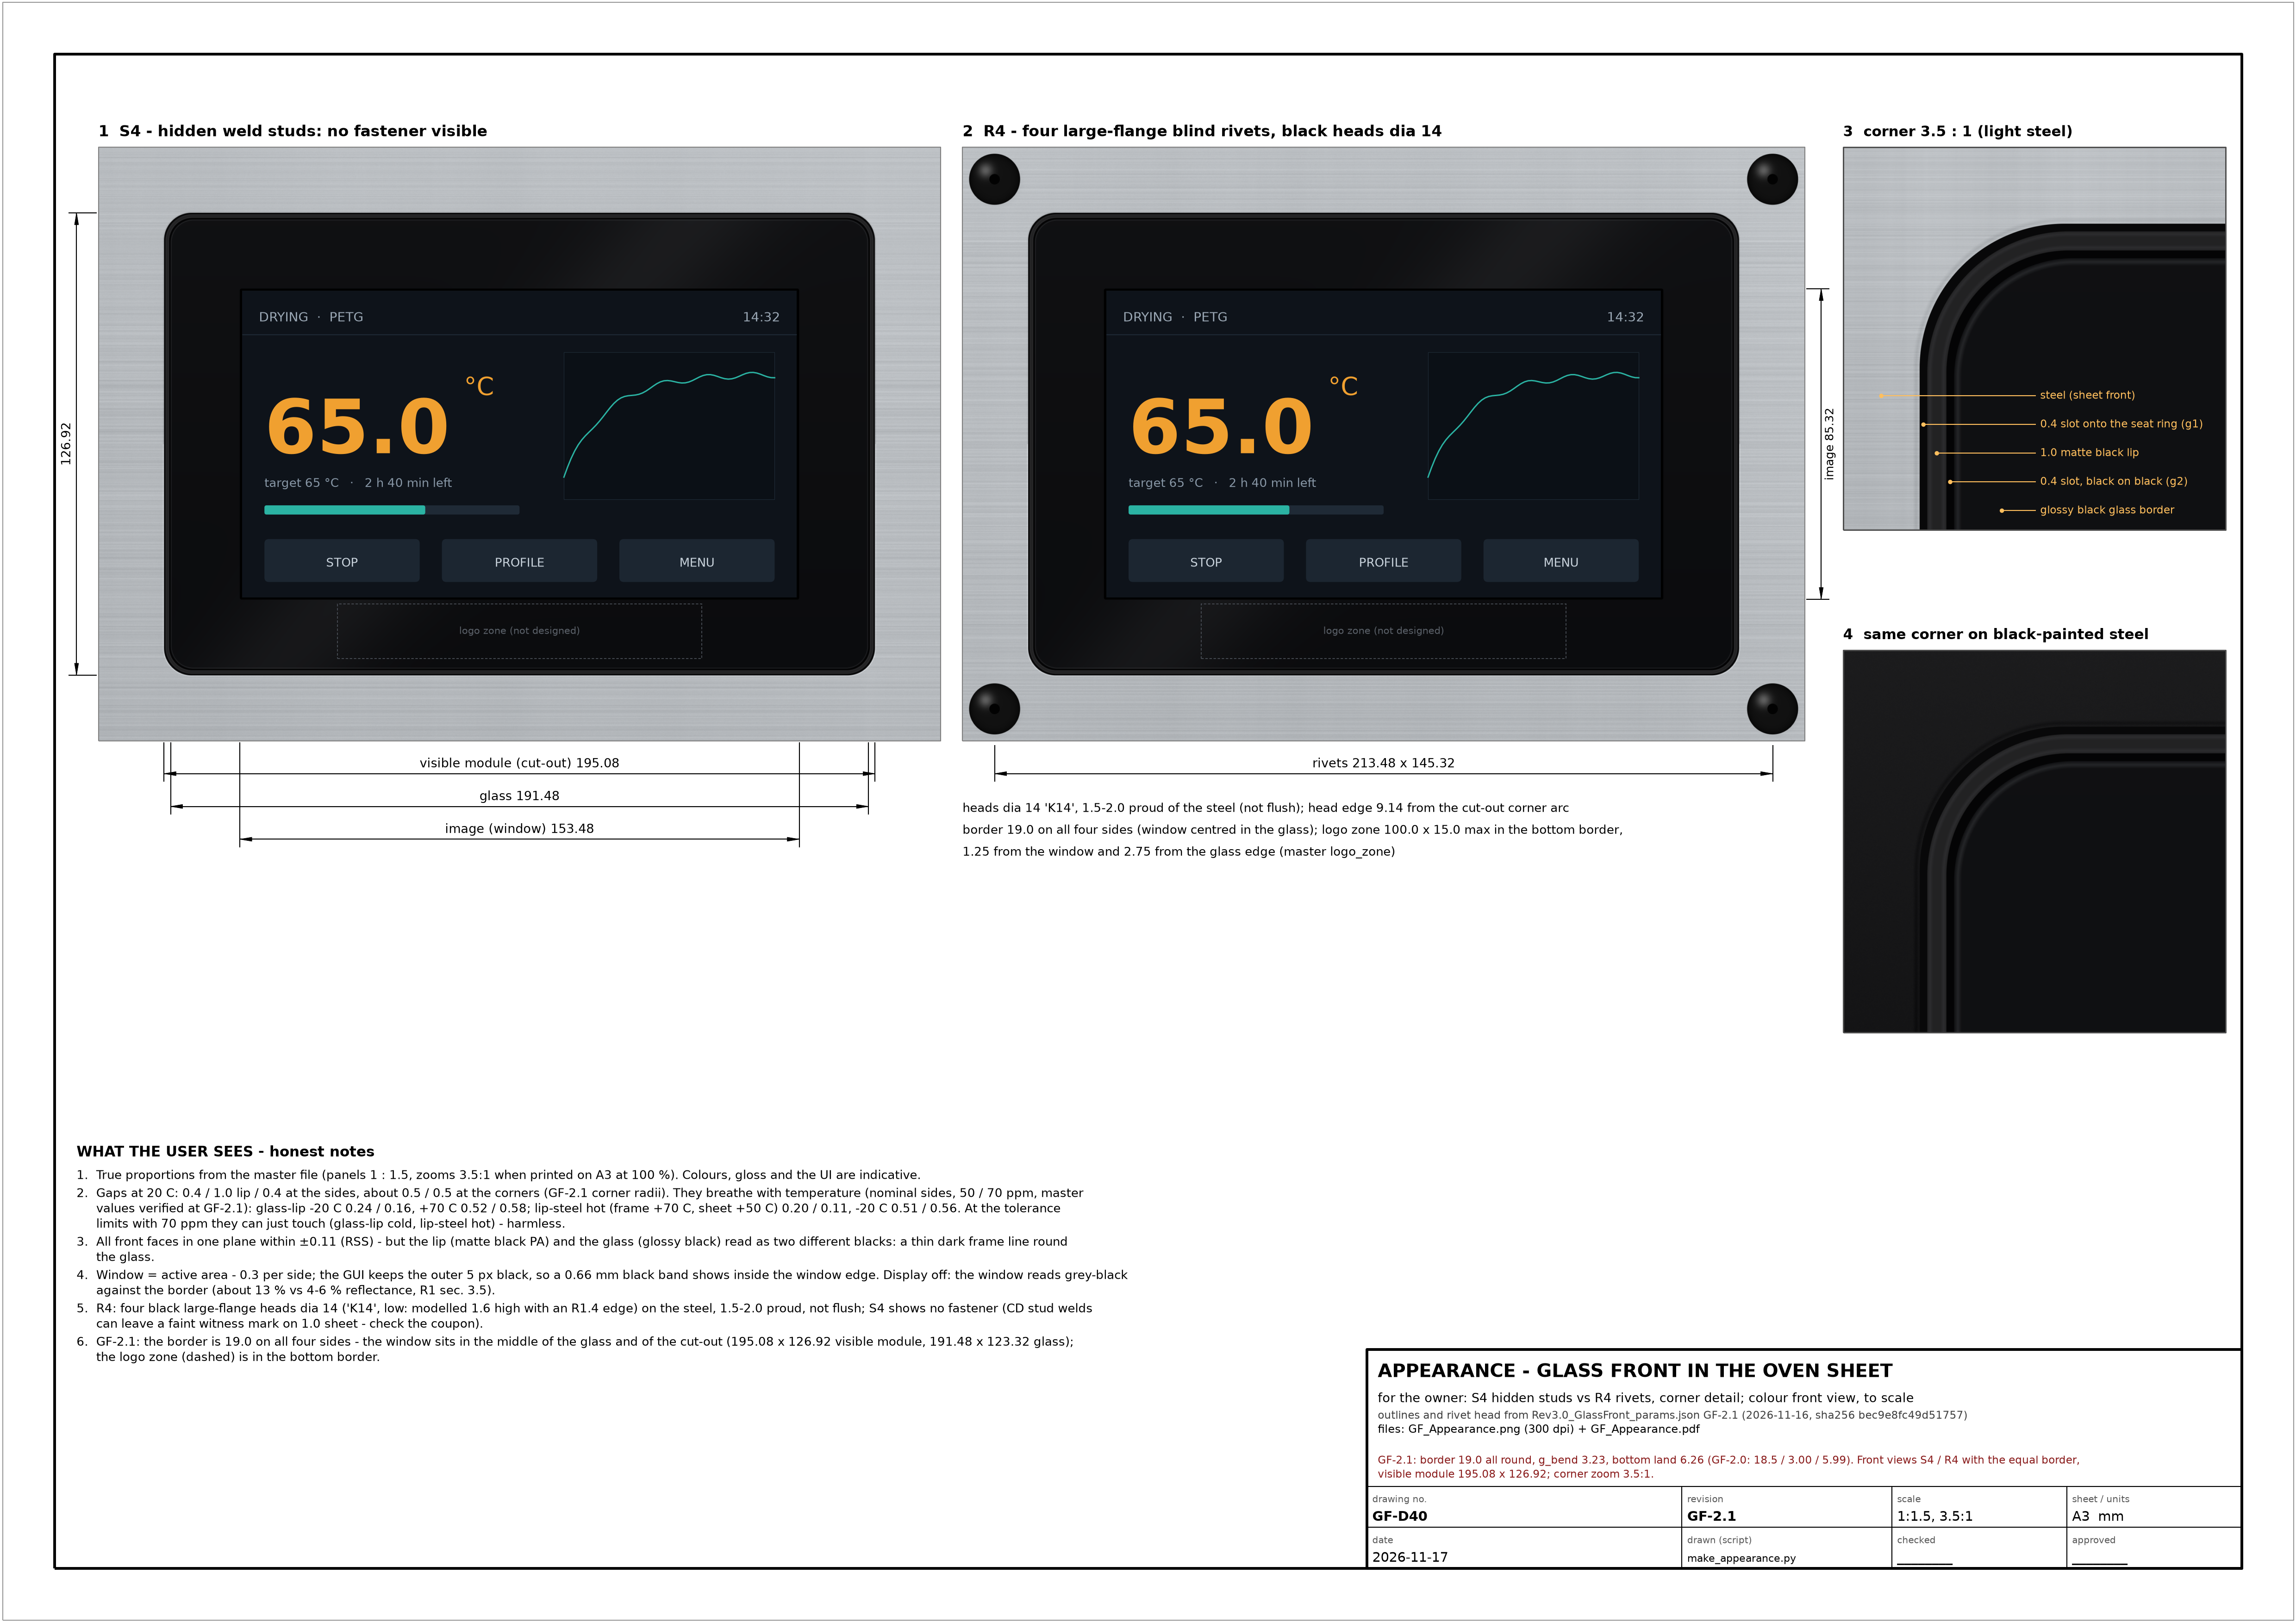 1  S4 - hidden weld studs: no fastener visible
126.92
DRYING · PETG
14:32
65.0 °C
target 65 °C · 2 h 40 min left
STOP
PROFILE
MENU
logo zone (not designed)
visible module (cut-out) 195.08
glass 191.48
image (window) 153.48
2  R4 - four large-flange blind rivets, black heads dia 14
DRYING · PETG
14:32
65.0 °C
target 65 °C · 2 h 40 min left
STOP
PROFILE
MENU
logo zone (not designed)
image 85.32
rivets 213.48 x 145.32
heads dia 14 'K14', 1.5-2.0 proud of the steel (not flush); head edge 9.14 from the cut-out corner arc
border 19.0 on all four sides (window centred in the glass); logo zone 100.0 x 15.0 max in the bottom border,
1.25 from the window and 2.75 from the glass edge (master logo_zone)
3  corner 3.5 : 1 (light steel)
steel (sheet front)
0.4 slot onto the seat ring (g1)
1.0 matte black lip
0.4 slot, black on black (g2)
glossy black glass border
4  same corner on black-painted steel
WHAT THE USER SEES - honest notes
1.  True proportions from the master file (panels 1 : 1.5, zooms 3.5:1 when printed on A3 at 100 %). Colours, gloss and the UI are indicative.
2.  Gaps at 20 C: 0.4 / 1.0 lip / 0.4 at the sides, about 0.5 / 0.5 at the corners (GF-2.1 corner radii). They breathe with temperature (nominal sides, 50 / 70 ppm, master
values verified at GF-2.1): glass-lip -20 C 0.24 / 0.16, +70 C 0.52 / 0.58; lip-steel hot (frame +70 C, sheet +50 C) 0.20 / 0.11, -20 C 0.51 / 0.56. At the tolerance
limits with 70 ppm they can just touch (glass-lip cold, lip-steel hot) - harmless.
3.  All front faces in one plane within ±0.11 (RSS) - but the lip (matte black PA) and the glass (glossy black) read as two different blacks: a thin dark frame line round
the glass.
4.  Window = active area - 0.3 per side; the GUI keeps the outer 5 px black, so a 0.66 mm black band shows inside the window edge. Display off: the window reads grey-black
against the border (about 13 % vs 4-6 % reflectance, R1 sec. 3.5).
5.  R4: four black large-flange heads dia 14 ('K14', low: modelled 1.6 high with an R1.4 edge) on the steel, 1.5-2.0 proud, not flush; S4 shows no fastener (CD stud welds
can leave a faint witness mark on 1.0 sheet - check the coupon).
6.  GF-2.1: the border is 19.0 on all four sides - the window sits in the middle of the glass and of the cut-out (195.08 x 126.92 visible module, 191.48 x 123.32 glass);
the logo zone (dashed) is in the bottom border.
APPEARANCE - GLASS FRONT IN THE OVEN SHEET
for the owner: S4 hidden studs vs R4 rivets, corner detail; colour front view, to scale
outlines and rivet head from Rev3.0_GlassFront_params.json GF-2.1 (2026-11-16, sha256 bec9e8fc49d51757)
files: GF_Appearance.png (300 dpi) + GF_Appearance.pdf
GF-2.1: border 19.0 all round, g_bend 3.23, bottom land 6.26 (GF-2.0: 18.5 / 3.00 / 5.99). Front views S4 / R4 with the equal border,
visible module 195.08 x 126.92; corner zoom 3.5:1.
drawing no.
GF-D40
revision
GF-2.1
scale
1:1.5, 3.5:1
sheet / units
A3  mm
date
2026-11-17
drawn (script)
make_appearance.py
checked
approved